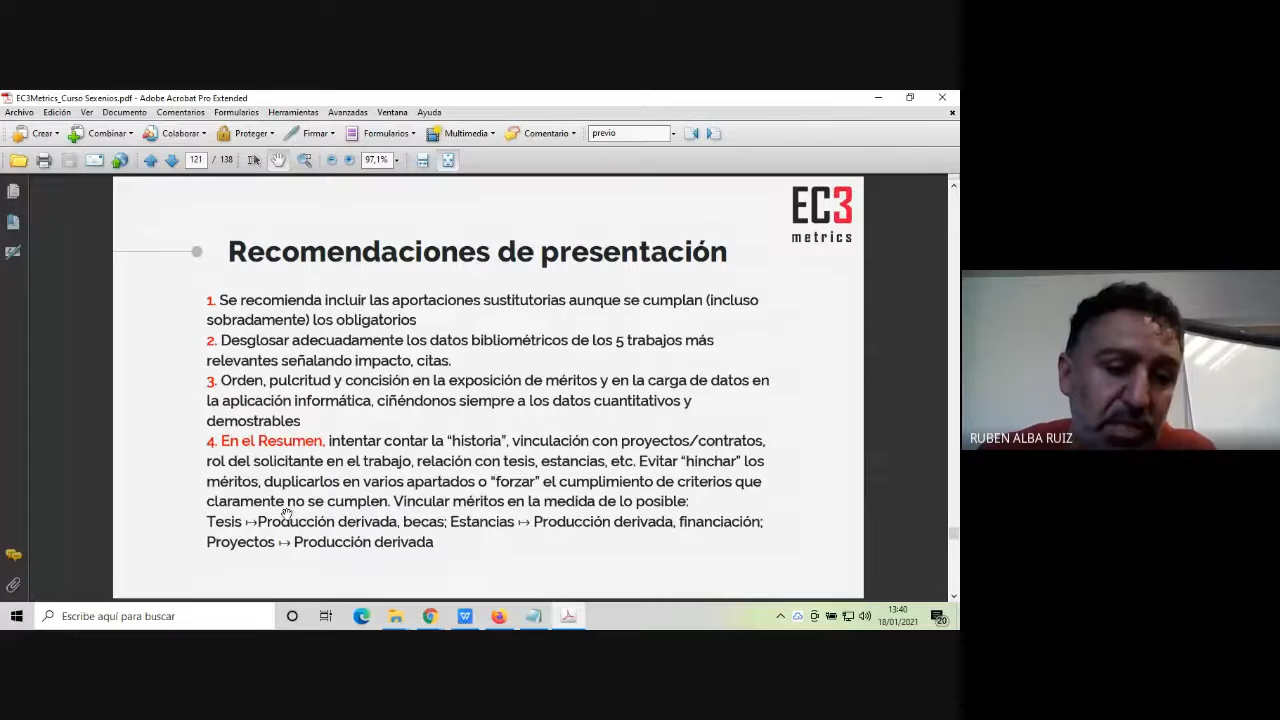 EC3Metrics_Curso Sexenios.pdf - Adobe Acrobat Pro Extended
Archivo Edición Ver Documento Comentarios Formularios Herramientas Avanzadas Ventana Ayuda
Crear Combinar Colaborar Proteger Firmar Formularios Multimedia Comentario previo
121 / 138 97,1%
EC3
metrics
Recomendaciones de presentación
1. Se recomienda incluir las aportaciones sustitutorias aunque se cumplan (incluso
sobradamente) los obligatorios
2. Desglosar adecuadamente los datos bibliométricos de los 5 trabajos más
relevantes señalando impacto, citas.
3. Orden, pulcritud y concisión en la exposición de méritos y en la carga de datos en
la aplicación informática, ciñéndonos siempre a los datos cuantitativos y
demostrables
4. En el Resumen, intentar contar la “historia”, vinculación con proyectos/contratos,
rol del solicitante en el trabajo, relación con tesis, estancias, etc. Evitar “hinchar” los
méritos, duplicarlos en varios apartados o “forzar” el cumplimiento de criterios que
claramente no se cumplen. Vincular méritos en la medida de lo posible:
Tesis ↦Producción derivada, becas; Estancias ↦ Producción derivada, financiación;
Proyectos ↦ Producción derivada
RUBEN ALBA RUIZ
Escribe aquí para buscar
13:40
18/01/2021
20